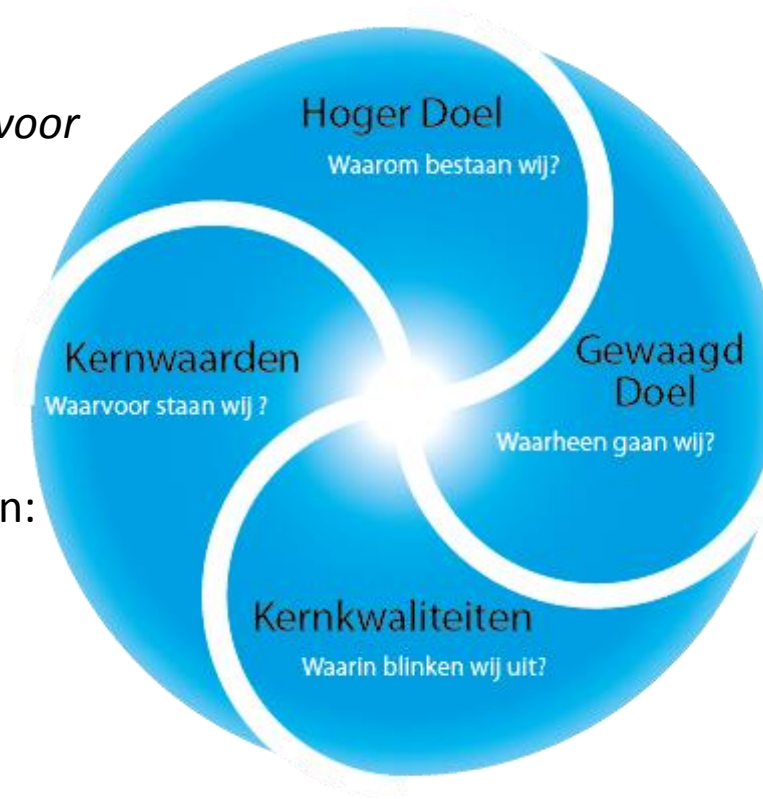 voor
Hoger Doel
Waarom bestaan wij?
Kernwaarden
Waarvoor staan wij ?
Gewaagd
Doel
Waarheen gaan wij?
n:
Kernkwaliteiten
Waarin blinken wij uit?